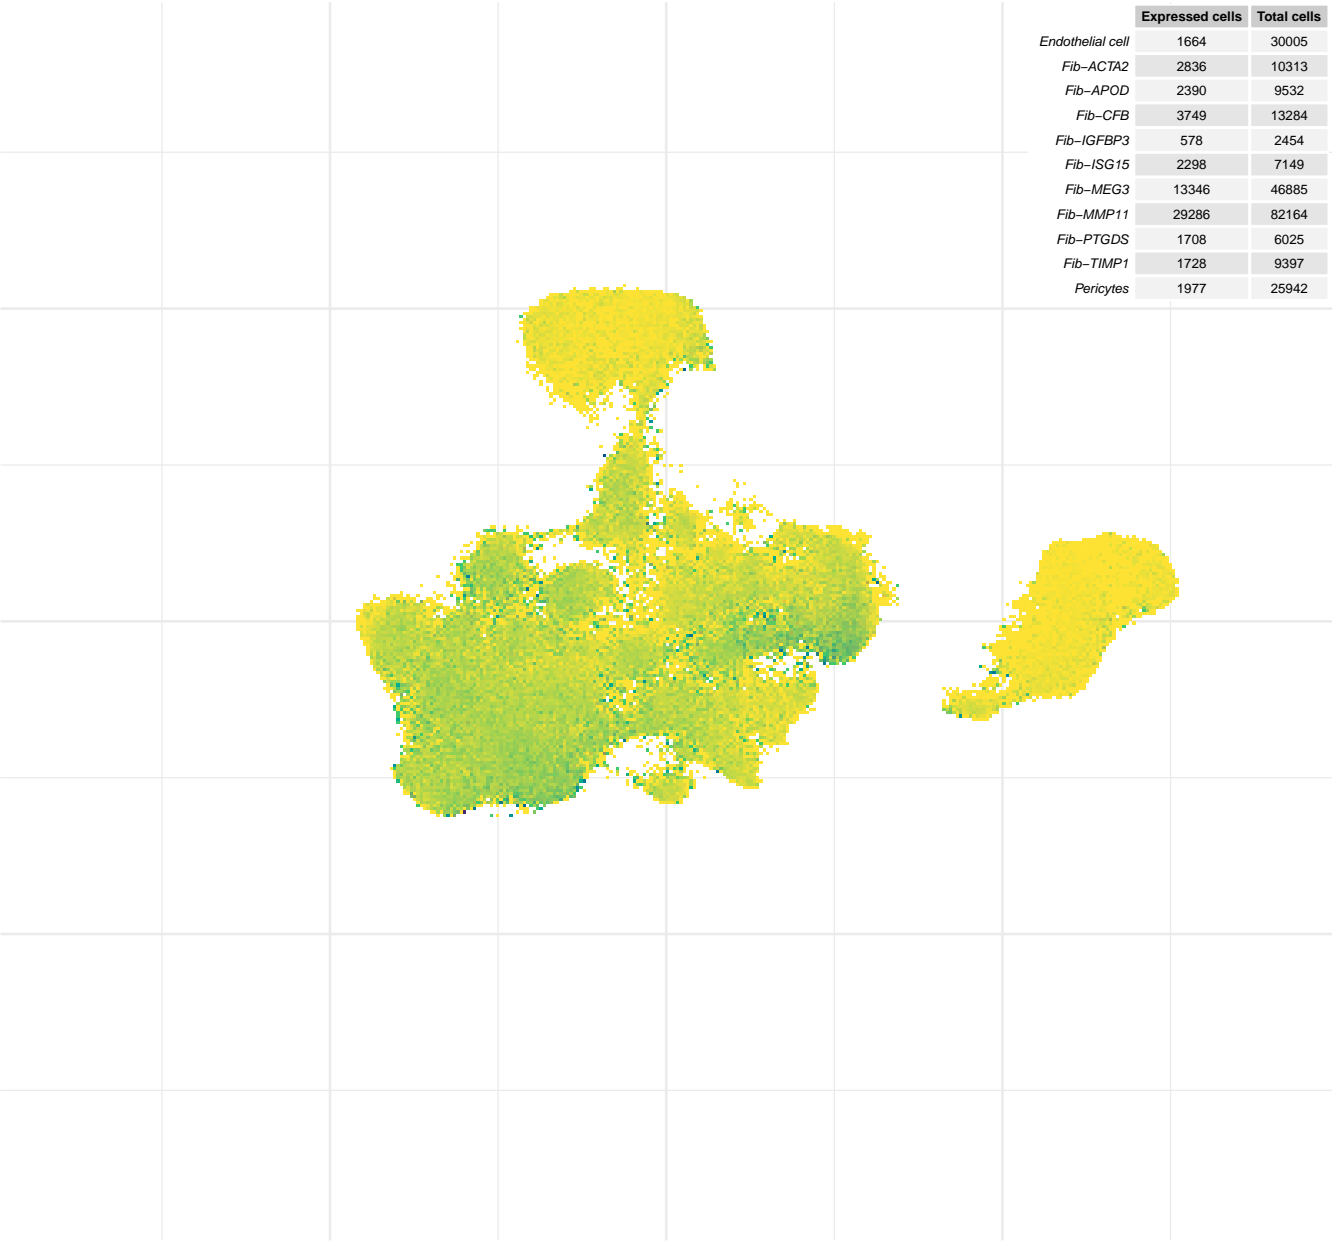 Expressed cells Total cells
Endothelial cell 1664 30005
Fib−ACTA2 2836 10313
Fib−APOD 2390 9532
Fib−CFB 3749 13284
Fib−IGFBP3 578 2454
Fib−ISG15 2298 7149
Fib−MEG3 13346 46885
Fib−MMP11 29286 82164
Fib−PTGDS 1708 6025
Fib−TIMP1 1728 9397
Pericytes 1977 25942